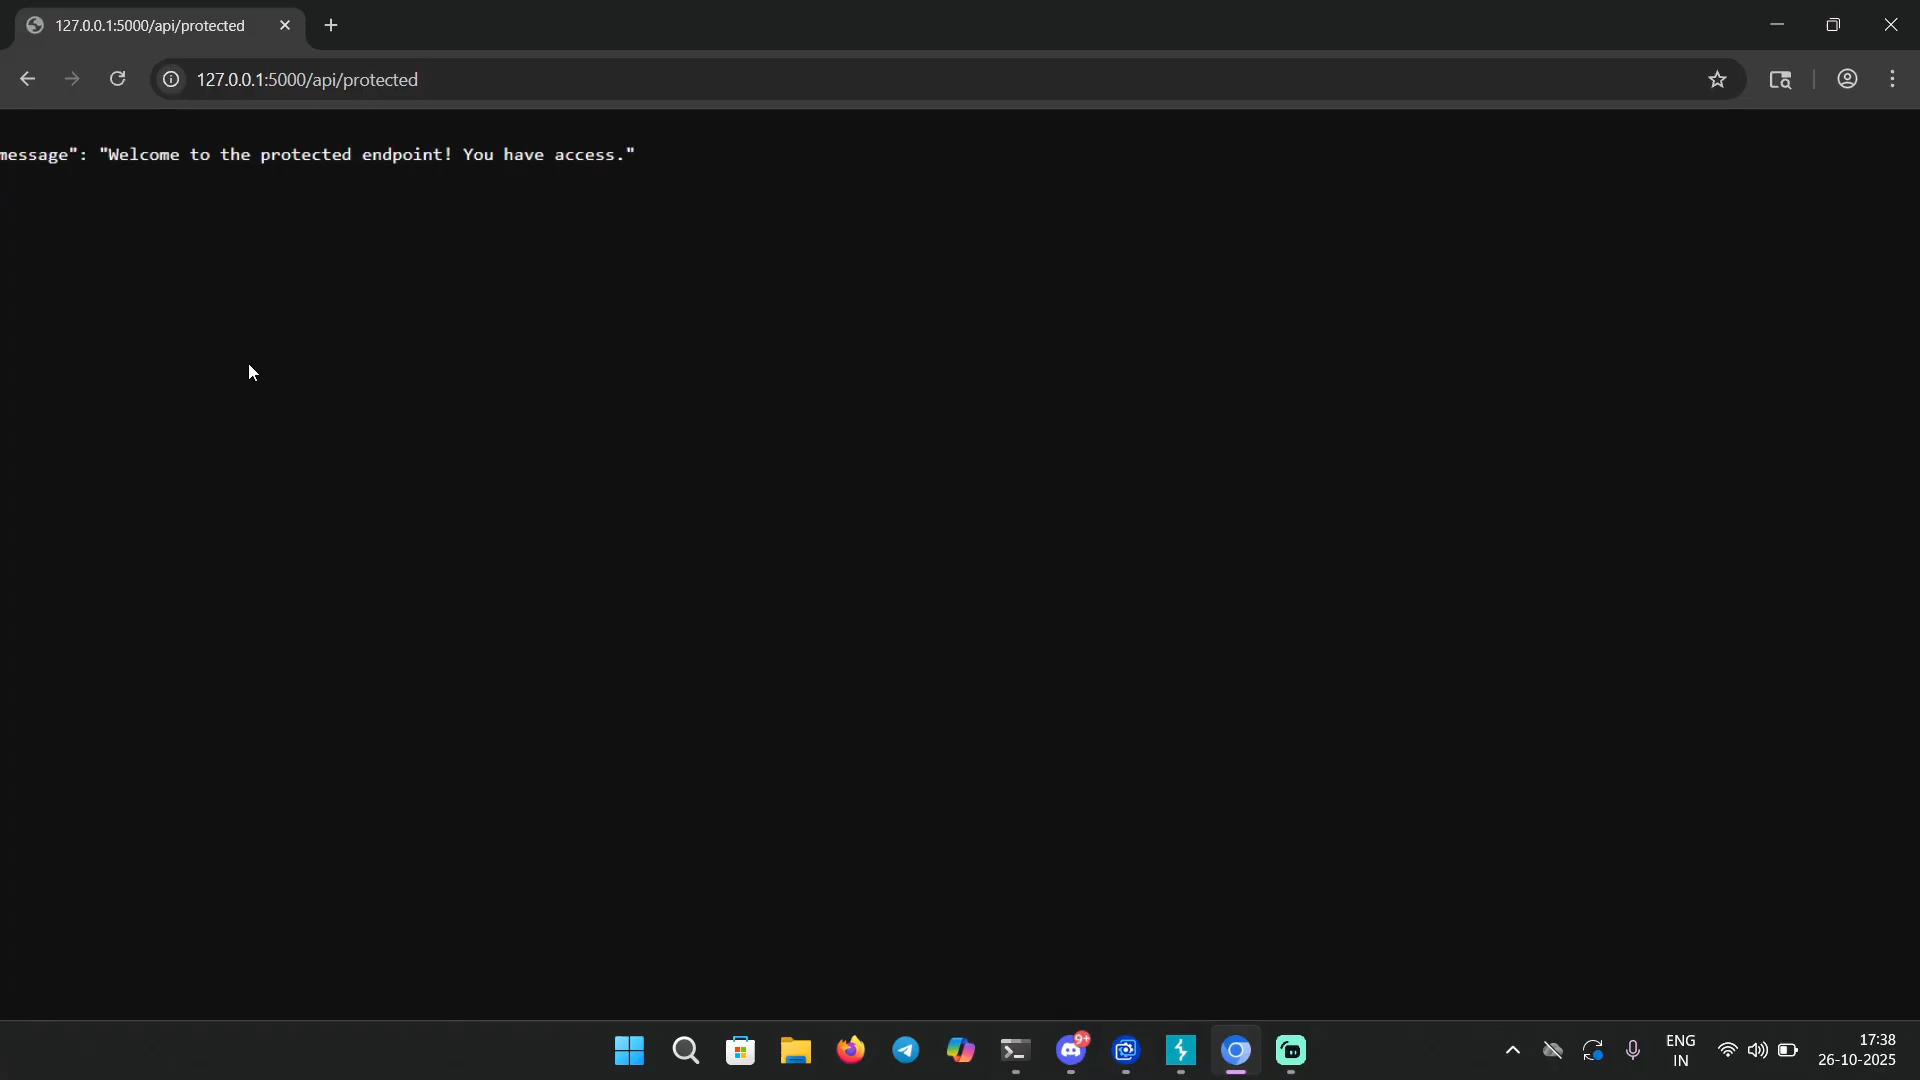 127.0.0.1:5000/api/protected
127.0.0.1:5000/api/protected
message": "Welcome to the protected endpoint! You have access."
9+
ENG
IN
17:38
26-10-2025